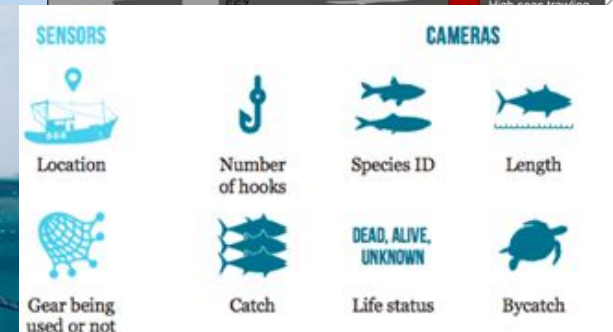 High seas trawling
SENSORS
CAMERAS
Location
Number
of hooks
Species ID
Length
Gear being
used or not
Catch
DEAD, ALIVE,
UNKNOWN
Life status
Bycatch